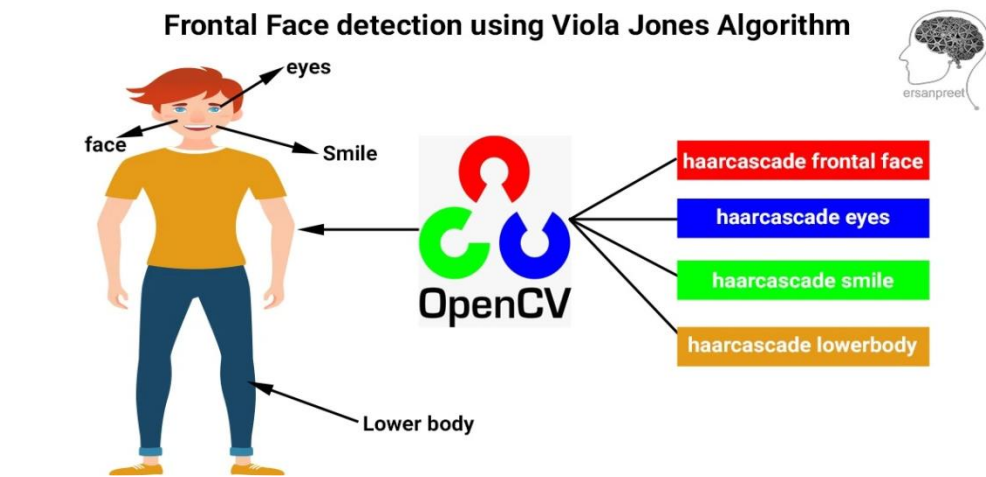 Frontal Face detection using Viola Jones Algorithm
ersanpreet
eyes
face
Smile
haarcascade frontal face
haarcascade eyes
haarcascade smile
OpenCV
haarcascade lowerbody
Lower body